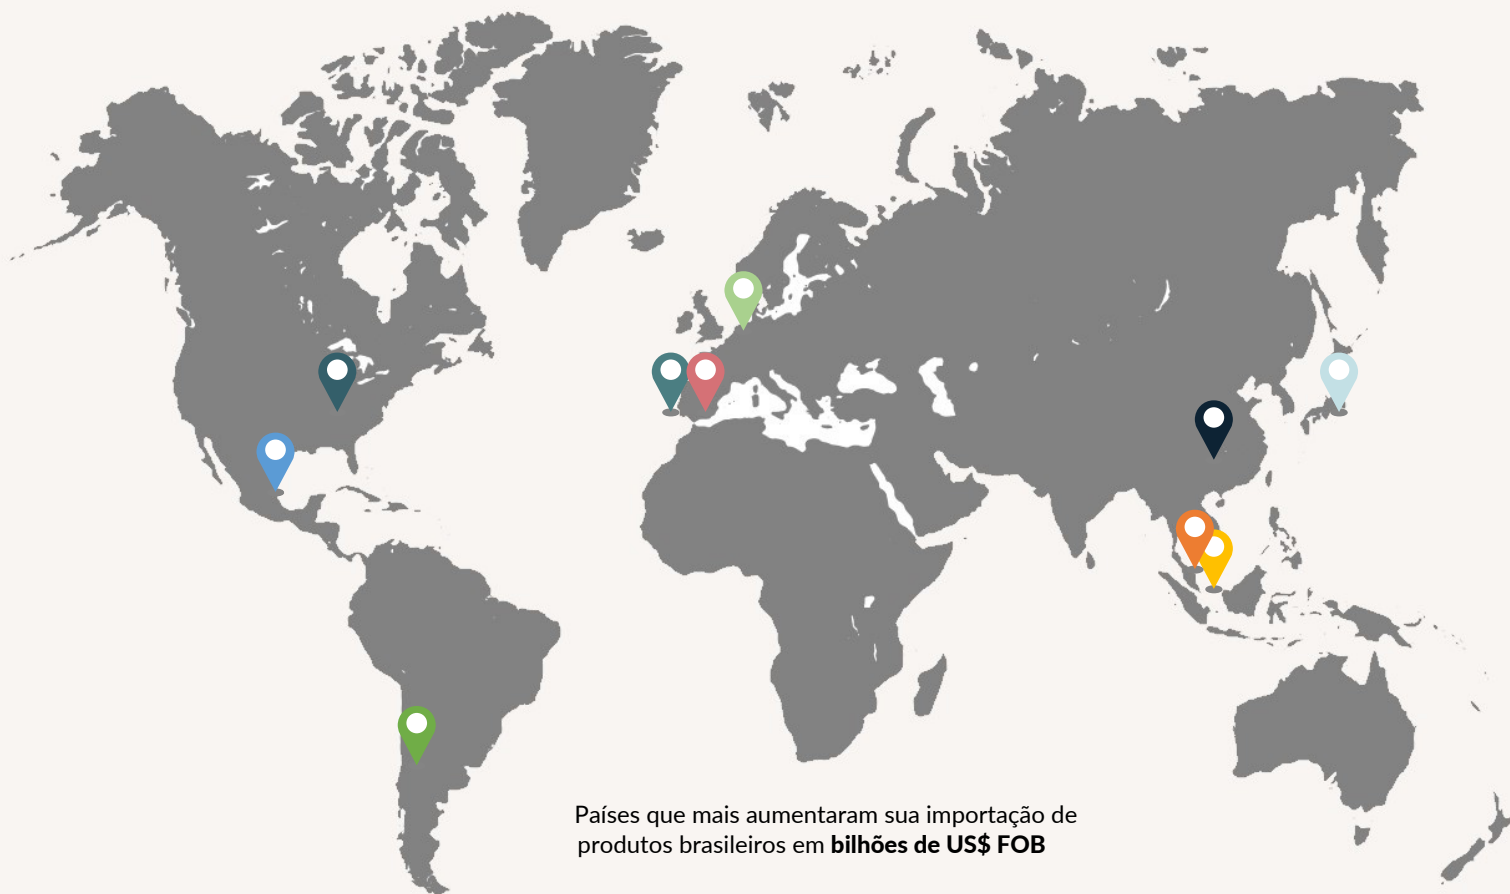 Países que mais aumentaram sua importação de
produtos brasileiros em bilhões de US$ FOB